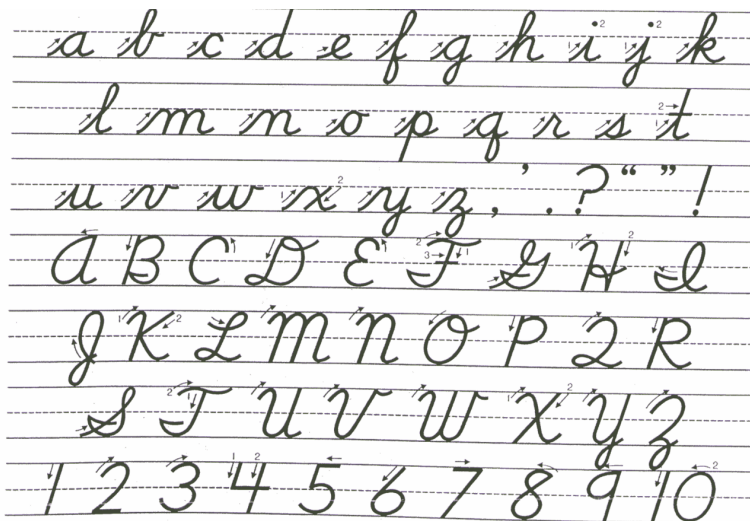 a b c d e f g h i j k
l m n o p q r s t
u v w x y z , ’ . ? “ ” !
A B C D E F G H I
J K L M N O P Q R
S T U V W X Y Z
1 2 3 4 5 6 7 8 9 10